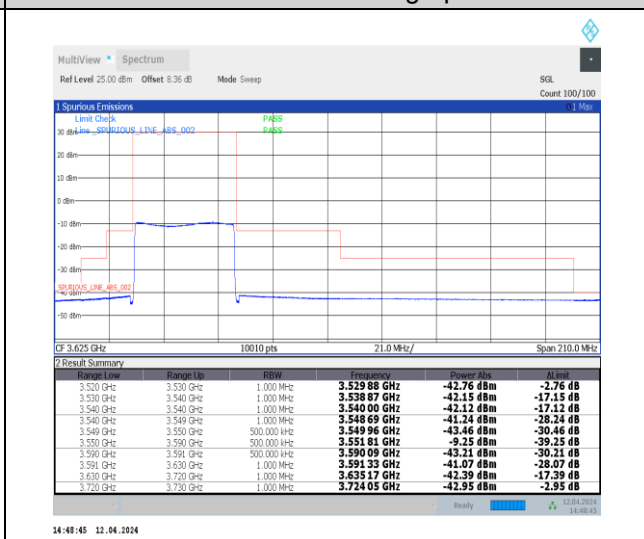 MultiView Spectrum
Ref Level 25.00 dBm Offset 8.36 dB Mode Sweep SGL
Count 100/100
1 Spurious Emissions 1 Max
Limit Check PASS
30 dBm Line _SPURIOUS_LINE_ABS_002 PASS
20 dBm
10 dBm
0 dBm
-10 dBm
-20 dBm
-30 dBm
_SPURIOUS_LINE_ABS_002
-40 dBm
-50 dBm
CF 3.625 GHz 10010 pts 21.0 MHz/ Span 210.0 MHz
2 Result Summary
Range Low Range Up RBW Frequency Power Abs ΔLimit
3.520 GHz 3.530 GHz 1.000 MHz 3.529 88 GHz -42.76 dBm -2.76 dB
3.530 GHz 3.540 GHz 1.000 MHz 3.538 87 GHz -42.15 dBm -17.15 dB
3.540 GHz 3.540 GHz 1.000 MHz 3.540 00 GHz -42.12 dBm -17.12 dB
3.540 GHz 3.549 GHz 1.000 MHz 3.548 69 GHz -41.24 dBm -28.24 dB
3.549 GHz 3.550 GHz 500.000 kHz 3.549 96 GHz -43.46 dBm -30.46 dB
3.550 GHz 3.590 GHz 500.000 kHz 3.551 81 GHz -9.25 dBm -39.25 dB
3.590 GHz 3.591 GHz 500.000 kHz 3.590 09 GHz -43.21 dBm -30.21 dB
3.591 GHz 3.630 GHz 1.000 MHz 3.591 33 GHz -41.07 dBm -28.07 dB
3.630 GHz 3.720 GHz 1.000 MHz 3.635 17 GHz -42.39 dBm -17.39 dB
3.720 GHz 3.730 GHz 1.000 MHz 3.724 05 GHz -42.95 dBm -2.95 dB
Ready 12.04.2024
14:48:45
14:48:45 12.04.2024